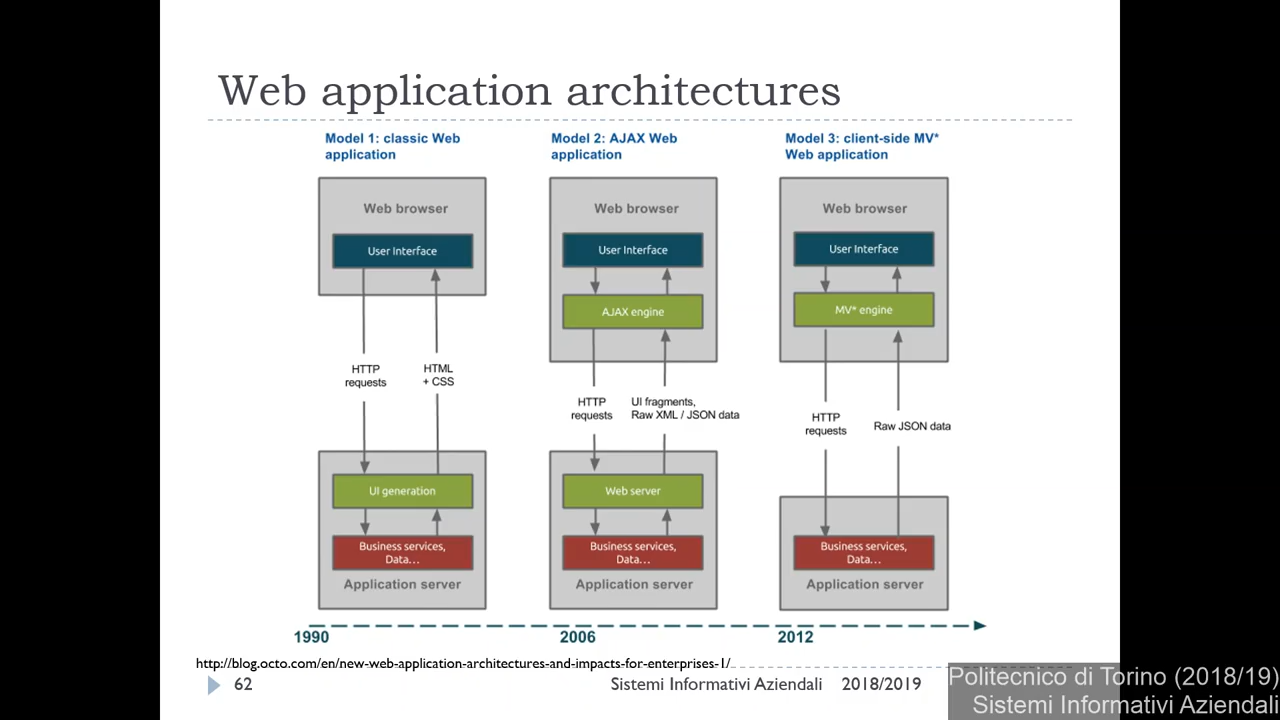 Web application architectures
Model 1: classic Web
application
Web browser
User Interface
HTTP
requests
HTML
+ CSS
UI generation
Business services,
Data...
Application server
Model 2: AJAX Web
application
Web browser
User Interface
AJAX engine
HTTP
requests
UI fragments,
Raw XML / JSON data
Web server
Business services,
Data...
Application server
Model 3: client-side MV*
Web application
Web browser
User Interface
MV* engine
HTTP
requests
Raw JSON data
Business services,
Data...
Application server
1990
2006
2012
http://blog.octo.com/en/new-web-application-architectures-and-impacts-for-enterprises-1/
62
Sistemi Informativi Aziendali 2018/2019
Politecnico di Torino (2018/19)
Sistemi Informativi Aziendali